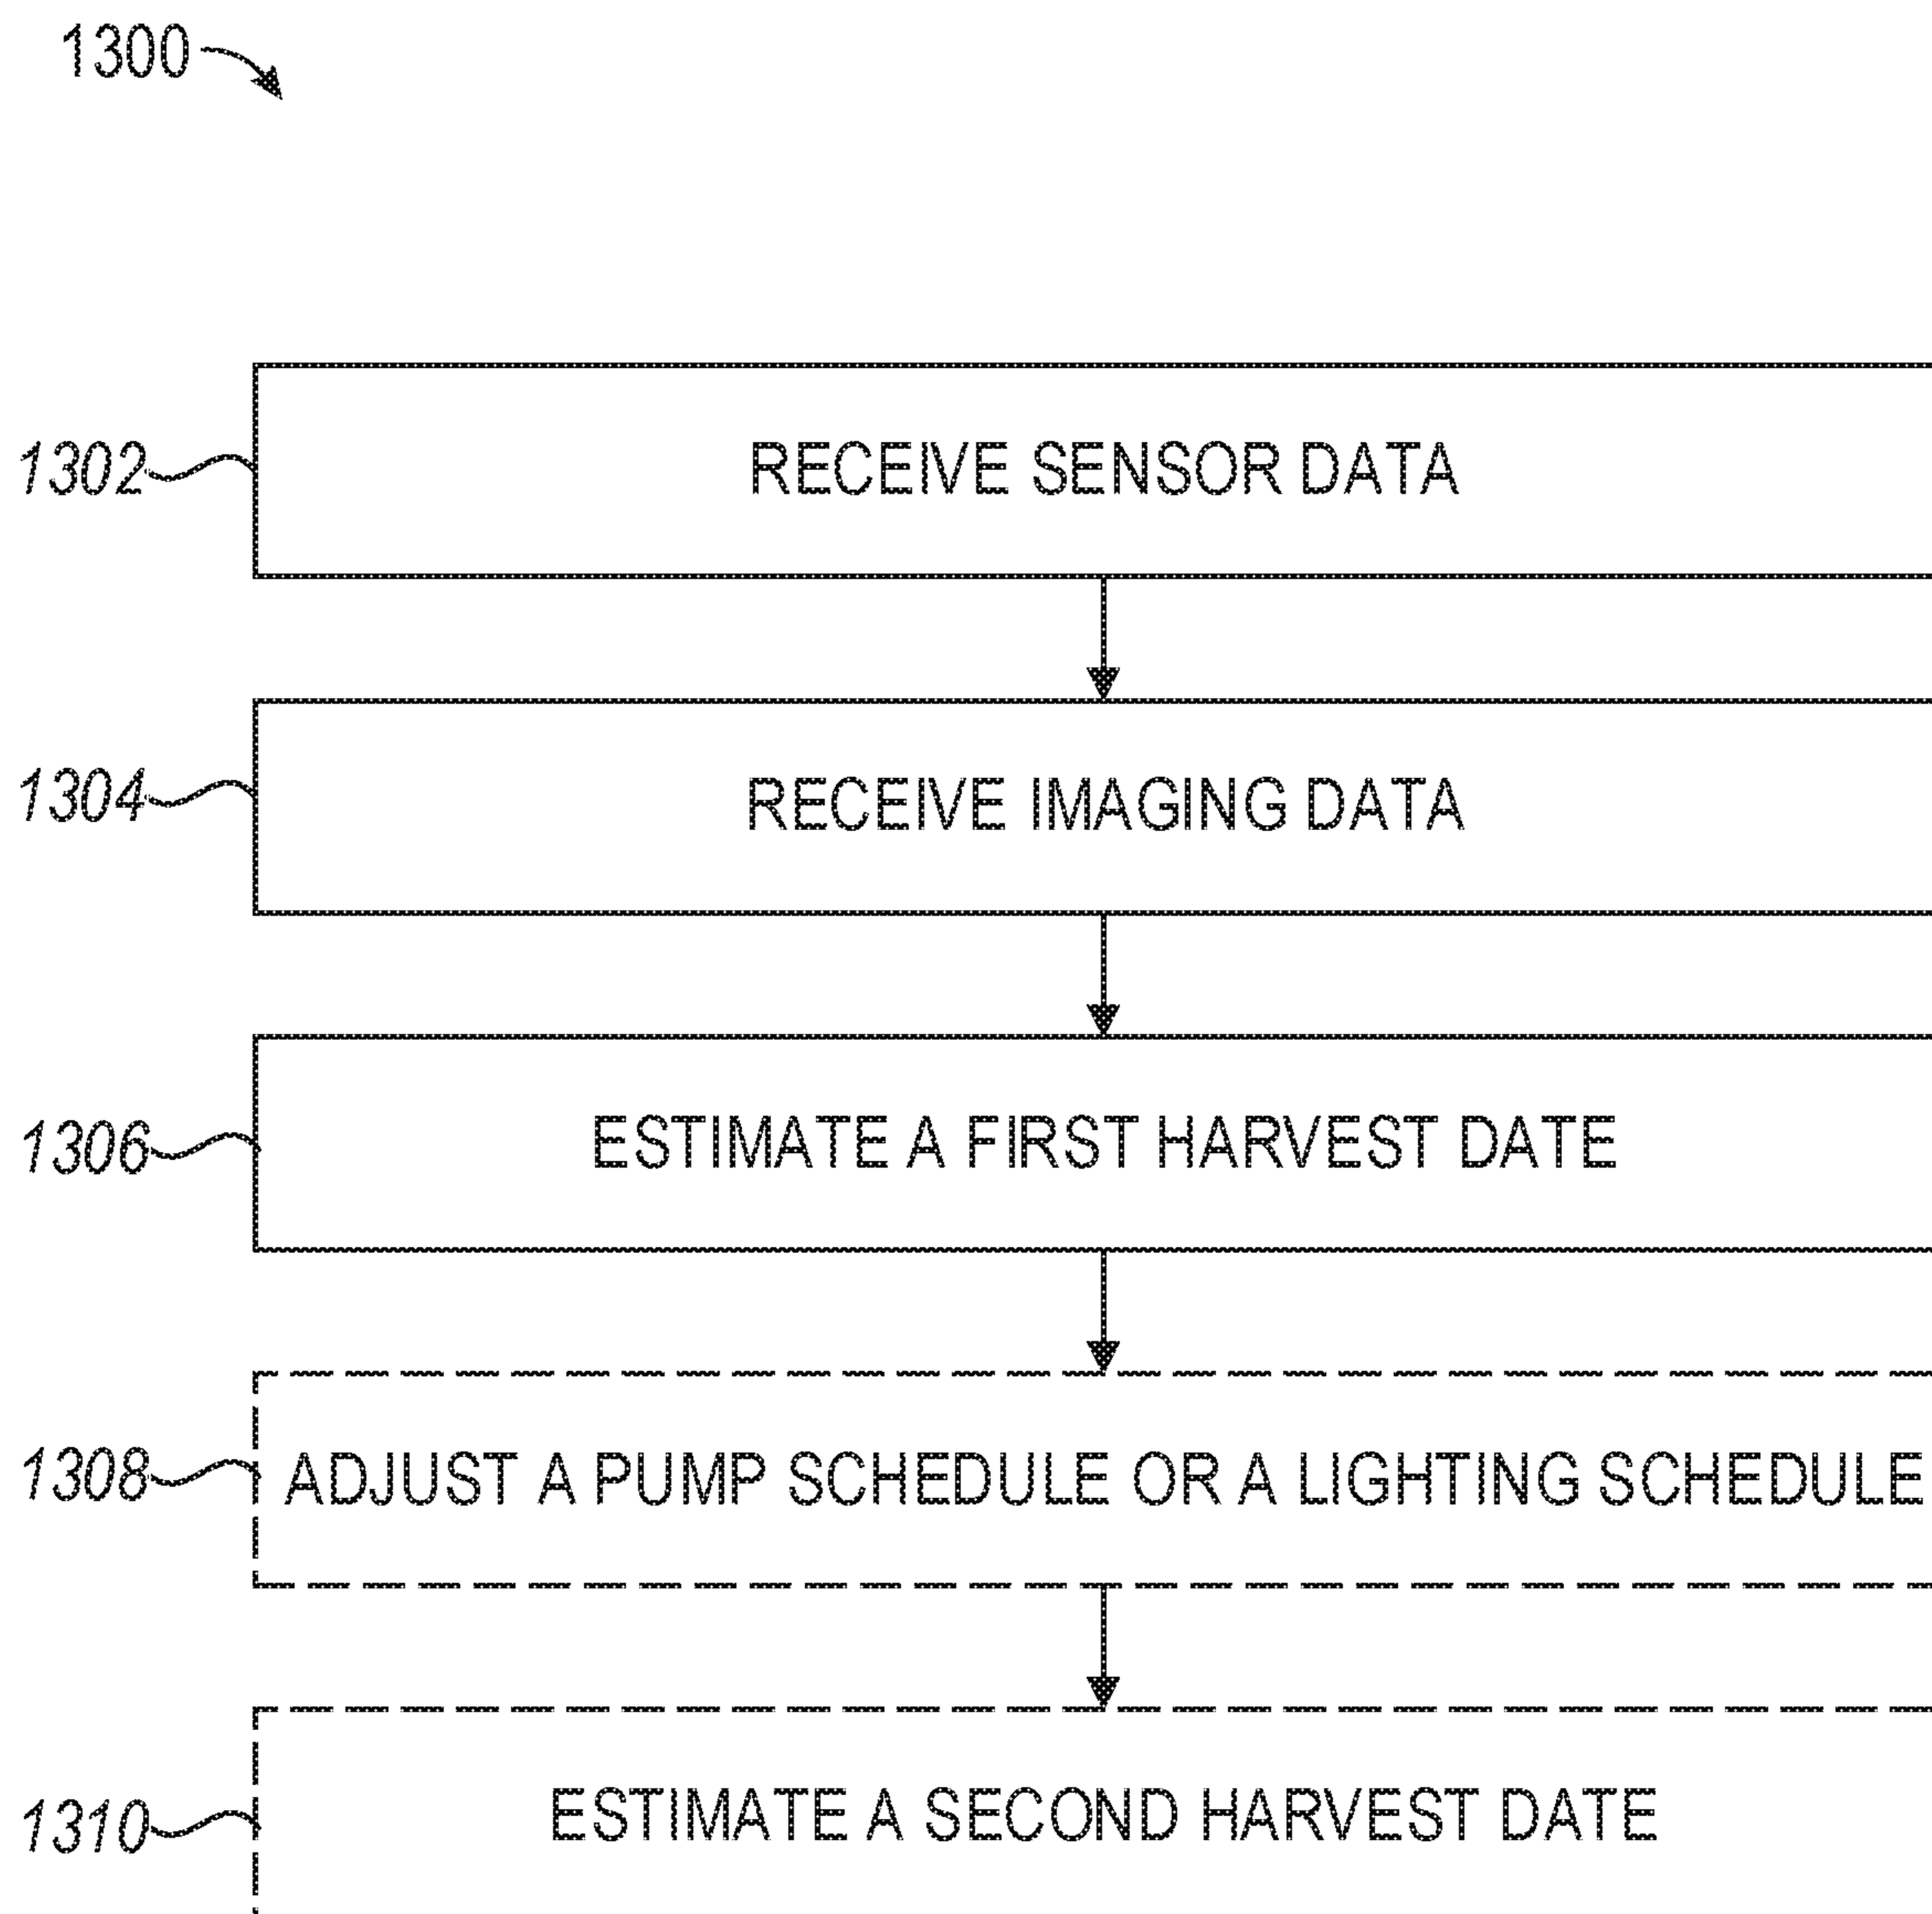 1300
1302 RECEIVE SENSOR DATA
1304 RECEIVE IMAGING DATA
1306 ESTIMATE A FIRST HARVEST DATE
1308 ADJUST A PUMP SCHEDULE OR A LIGHTING SCHEDULE
1310 ESTIMATE A SECOND HARVEST DATE